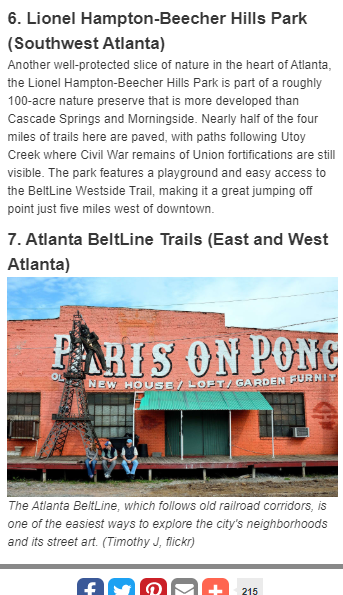 6. Lionel Hampton-Beecher Hills Park
(Southwest Atlanta)
Another well-protected slice of nature in the heart of Atlanta,
the Lionel Hampton-Beecher Hills Park is part of a roughly
100-acre nature preserve that is more developed than
Cascade Springs and Morningside. Nearly half of the four
miles of trails here are paved, with paths following Utoy
Creek where Civil War remains of Union fortifications are still
visible. The park features a playground and easy access to
the BeltLine Westside Trail, making it a great jumping off
point just five miles west of downtown.
7. Atlanta BeltLine Trails (East and West
Atlanta)
PARIS ON PONC
NEW HOUSE / LOFT / GARDEN FURNIT
The Atlanta BeltLine, which follows old railroad corridors, is
one of the easiest ways to explore the city's neighborhoods
and its street art. (Timothy J, flickr)
215